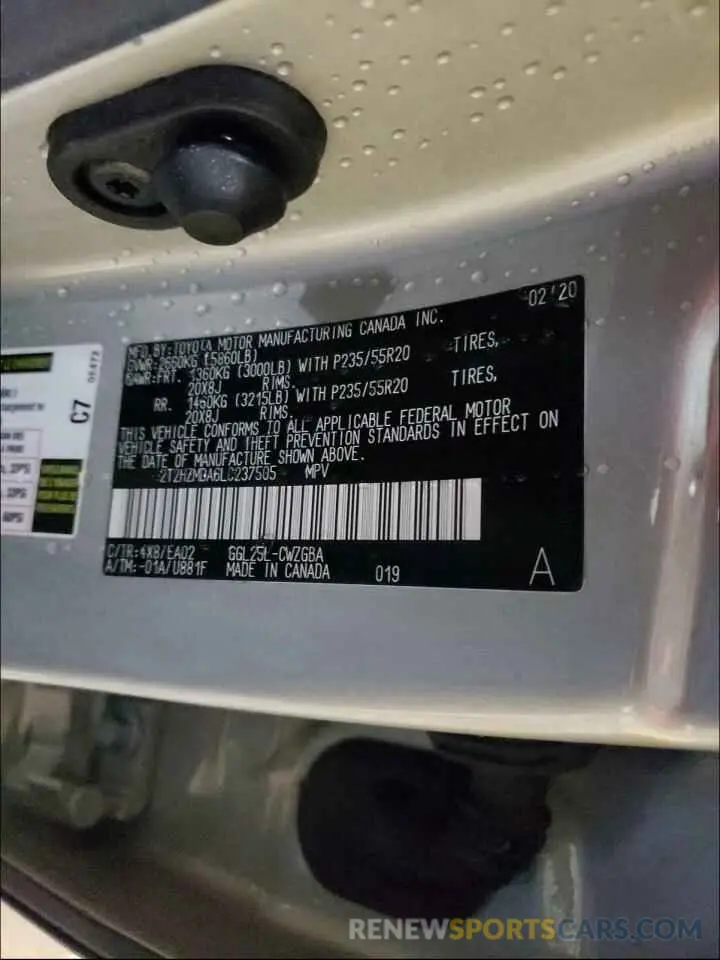 02'20
MFD.BY:TOYOTA MOTOR MANUFACTURING CANADA INC.
GVWR:2660KG (5860LB)
GAWR:FRT. 1360KG (3000LB) WITH P235/55R20 TIRES,
20X8J RIMS.
RR. 1460KG (3215LB) WITH P235/55R20 TIRES,
20X8J RIMS.
THIS VEHICLE CONFORMS TO ALL APPLICABLE FEDERAL MOTOR
VEHICLE SAFETY AND THEFT PREVENTION STANDARDS IN EFFECT ON
THE DATE OF MANUFACTURE SHOWN ABOVE.
2T2HZMDA6LC237505 MPV
C/TR:4X8/EA02 GGL25L-CWZGBA
A/TM:-01A/U881F MADE IN CANADA 019 A
C7
RENEWSPORTSCARS.COM